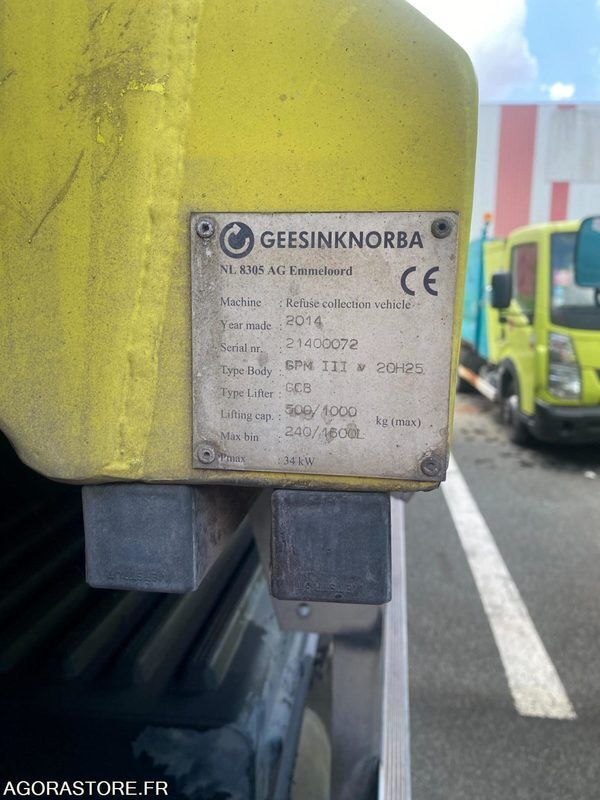 GEESINKNORBA
NL 8305 AG Emmeloord
CE
Machine : Refuse collection vehicle
Year made : 2014
Serial nr. : 21400072
Type Body : GPM III v 20H25
Type Lifter : GCB
Lifting cap. : 500/1000 kg (max)
Max bin : 240/1600L
Pmax : 34 kW
AGORASTORE.FR